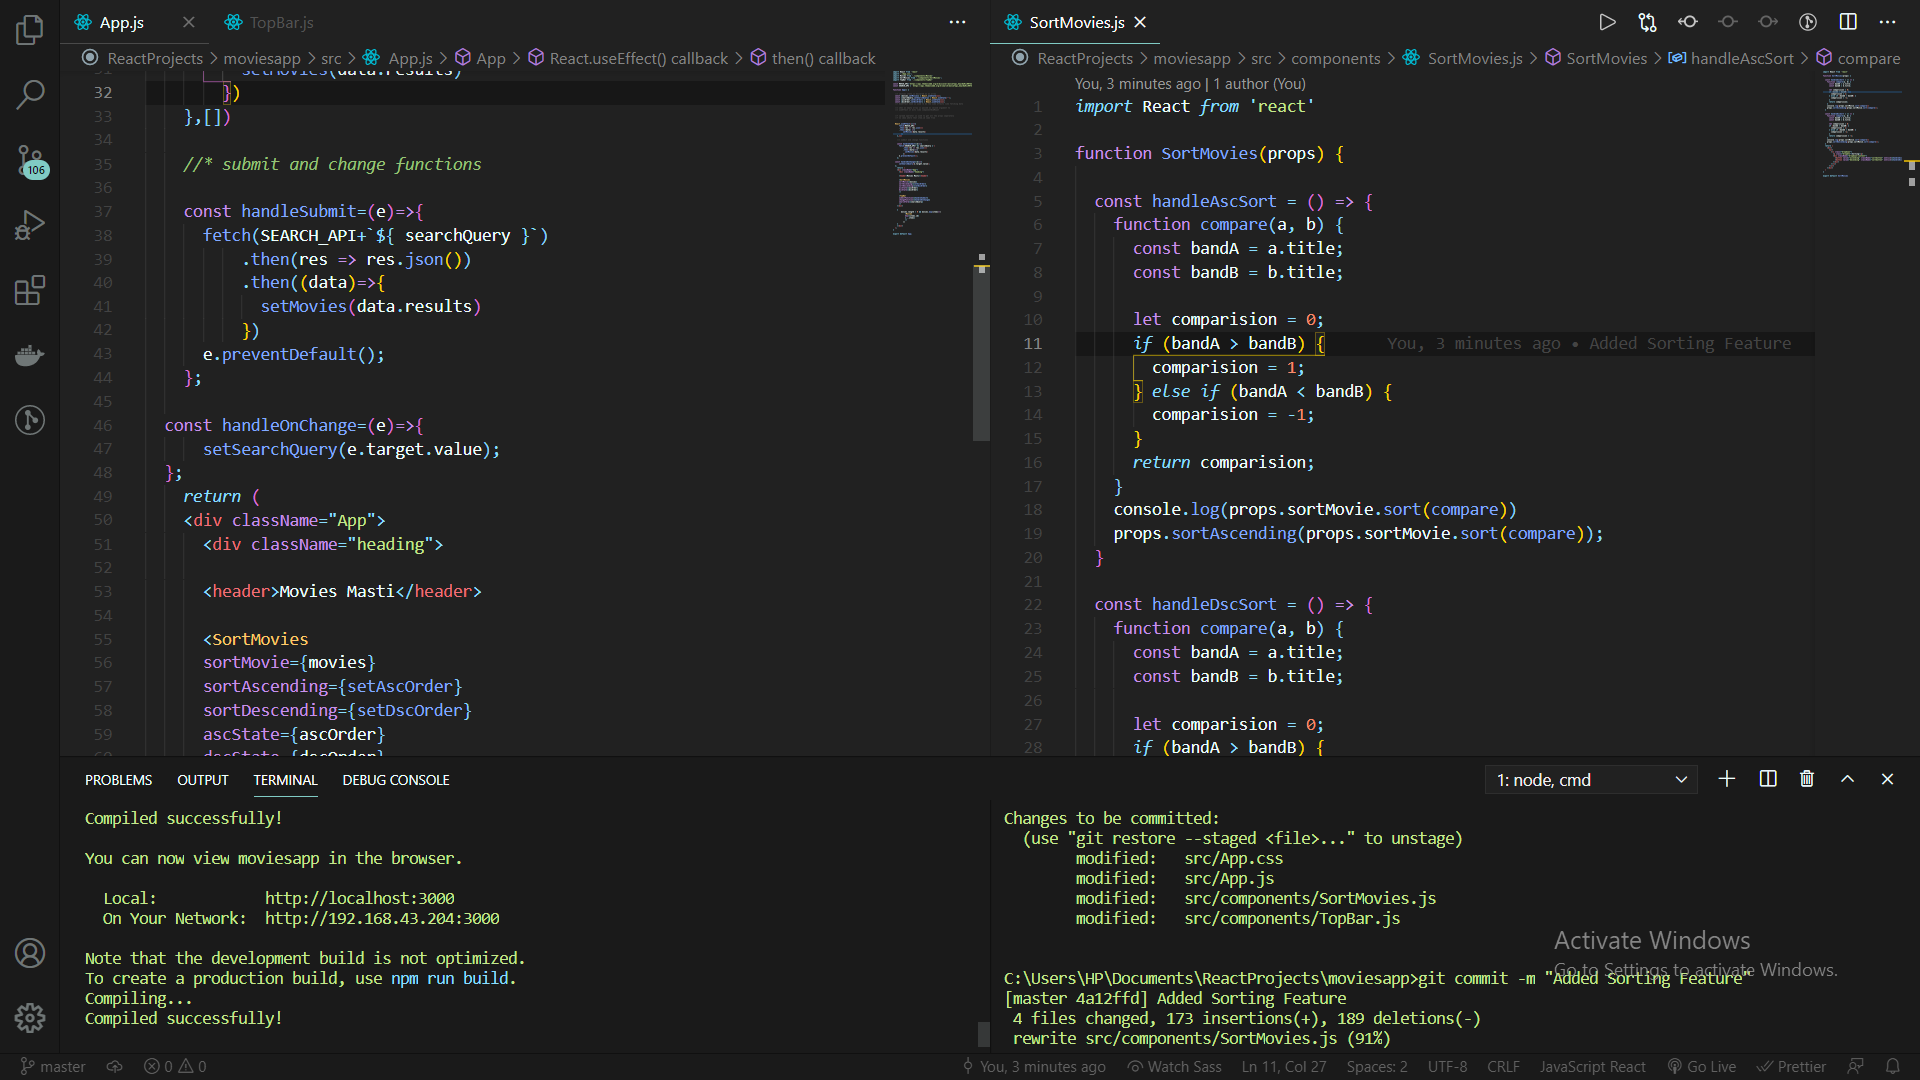 App.js
TopBar.js
ReactProjects > moviesapp > src > App.js > App > React.useEffect() callback > then() callback
setMovies(data.results)
32 })
33 },[])
34
35 //* submit and change functions
36
37 const handleSubmit=(e)=>{
38 fetch(SEARCH_API+`${ searchQuery }`)
39 .then(res => res.json())
40 .then((data)=>{
41 setMovies(data.results)
42 })
43 e.preventDefault();
44 };
45
46 const handleOnChange=(e)=>{
47 setSearchQuery(e.target.value);
48 };
49 return (
50 <div className="App">
51 <div className="heading">
52
53 <header>Movies Masti</header>
54
55 <SortMovies
56 sortMovie={movies}
57 sortAscending={setAscOrder}
58 sortDescending={setDscOrder}
59 ascState={ascOrder}
SortMovies.js
ReactProjects > moviesapp > src > components > SortMovies.js > SortMovies > handleAscSort > compare
You, 3 minutes ago | 1 author (You)
1 import React from 'react'
2
3 function SortMovies(props) {
4
5 const handleAscSort = () => {
6 function compare(a, b) {
7 const bandA = a.title;
8 const bandB = b.title;
9
10 let comparision = 0;
11 if (bandA > bandB) { You, 3 minutes ago • Added Sorting Feature
12 comparision = 1;
13 } else if (bandA < bandB) {
14 comparision = -1;
15 }
16 return comparision;
17 }
18 console.log(props.sortMovie.sort(compare))
19 props.sortAscending(props.sortMovie.sort(compare));
20 }
21
22 const handleDscSort = () => {
23 function compare(a, b) {
24 const bandA = a.title;
25 const bandB = b.title;
26
27 let comparision = 0;
28 if (bandA > bandB) {
106
PROBLEMS OUTPUT TERMINAL DEBUG CONSOLE
1: node, cmd
Compiled successfully!
You can now view moviesapp in the browser.
Local: http://localhost:3000
On Your Network: http://192.168.43.204:3000
Note that the development build is not optimized.
To create a production build, use npm run build.
Compiling...
Compiled successfully!
Changes to be committed:
(use "git restore --staged <file>..." to unstage)
modified: src/App.css
modified: src/App.js
modified: src/components/SortMovies.js
modified: src/components/TopBar.js
C:\Users\HP\Documents\ReactProjects\moviesapp>git commit -m "Added Sorting Feature"
[master 4a12ffd] Added Sorting Feature
4 files changed, 173 insertions(+), 189 deletions(-)
rewrite src/components/SortMovies.js (91%)
Activate Windows
Go to Settings to activate Windows.
master 0 0 You, 3 minutes ago Watch Sass Ln 11, Col 27 Spaces: 2 UTF-8 CRLF JavaScript React Go Live Prettier